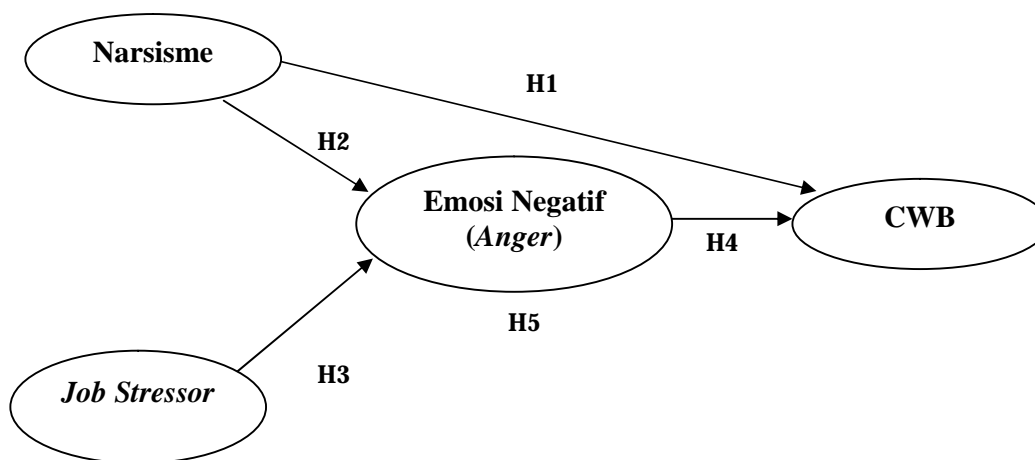 Narsisme
H1
H2
Emosi Negatif
(Anger)
CWB
H4
H5
H3
Job Stressor